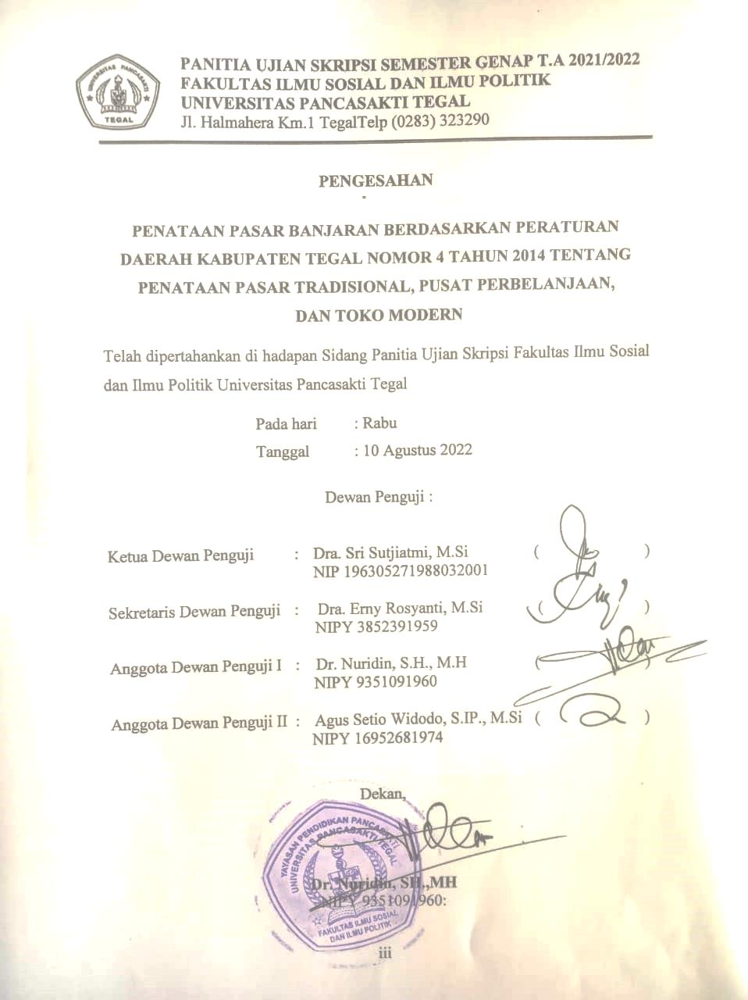 UNIVERSITAS PANCASAKTI
TEGAL
PANITIA UJIAN SKRIPSI SEMESTER GENAP T.A 2021/2022
FAKULTAS ILMU SOSIAL DAN ILMU POLITIK
UNIVERSITAS PANCASAKTI TEGAL
Jl. Halmahera Km.1 TegalTelp (0283) 323290
PENGESAHAN
PENATAAN PASAR BANJARAN BERDASARKAN PERATURAN
DAERAH KABUPATEN TEGAL NOMOR 4 TAHUN 2014 TENTANG
PENATAAN PASAR TRADISIONAL, PUSAT PERBELANJAAN,
DAN TOKO MODERN
Telah dipertahankan di hadapan Sidang Panitia Ujian Skripsi Fakultas Ilmu Sosial
dan Ilmu Politik Universitas Pancasakti Tegal
Pada hari : Rabu
Tanggal : 10 Agustus 2022
Dewan Penguji :
Ketua Dewan Penguji : Dra. Sri Sutjiatmi, M.Si ( )
NIP 196305271988032001
Sekretaris Dewan Penguji : Dra. Erny Rosyanti, M.Si ( )
NIPY 3852391959
Anggota Dewan Penguji I : Dr. Nuridin, S.H., M.H ( )
NIPY 9351091960
Anggota Dewan Penguji II : Agus Setio Widodo, S.IP., M.Si ( )
NIPY 16952681974
Dekan,
YAYASAN PENDIDIKAN PANCASAKTI
UNIVERSITAS PANCASAKTI TEGAL
FAKULTAS ILMU SOSIAL
DAN ILMU POLITIK
Dr. Nuridin, SH.,MH
NIPY 9351091960:
iii